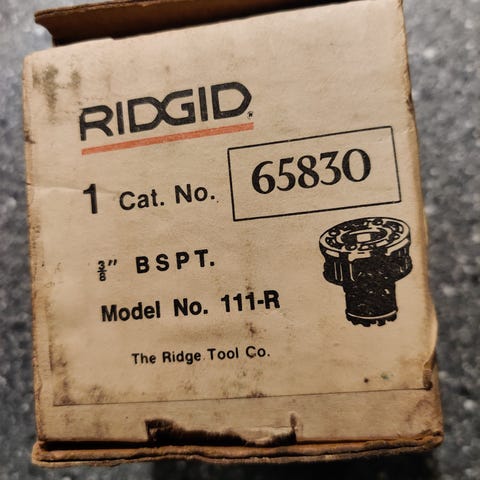 RIDGID
1 Cat. No. 65830
3/8" BSPT.
Model No. 111-R
The Ridge Tool Co.